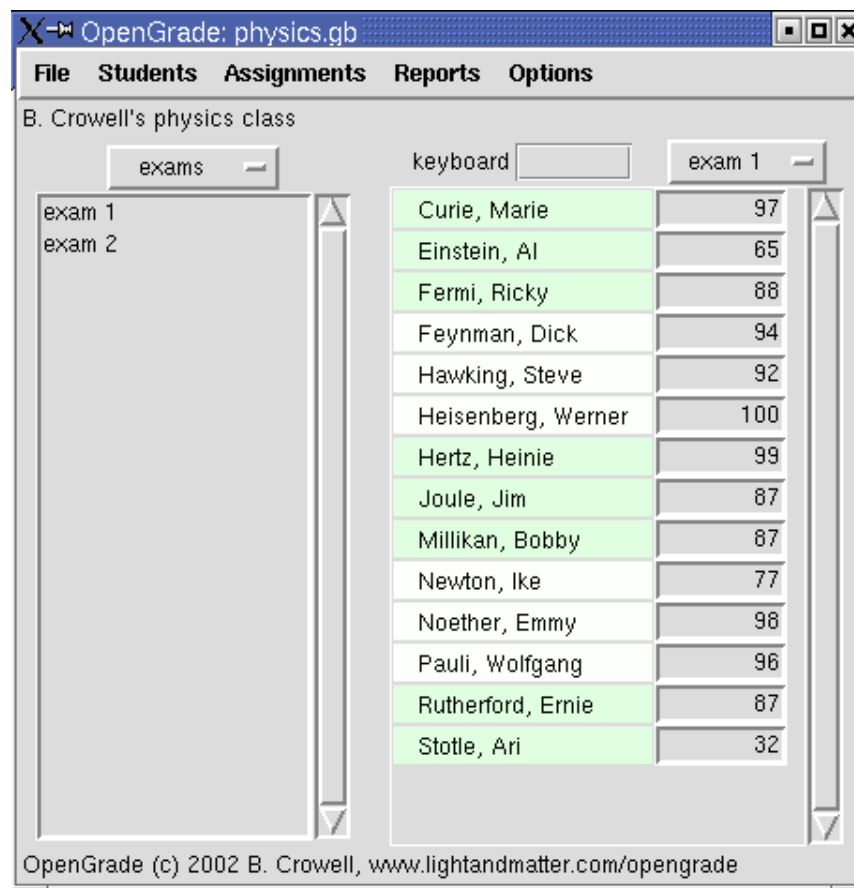 OpenGrade: physics.gb
File Students Assignments Reports Options
B. Crowell's physics class
exams
exam 1
exam 2
keyboard exam 1
Curie, Marie 97
Einstein, Al 65
Fermi, Ricky 88
Feynman, Dick 94
Hawking, Steve 92
Heisenberg, Werner 100
Hertz, Heinie 99
Joule, Jim 87
Millikan, Bobby 87
Newton, Ike 77
Noether, Emmy 98
Pauli, Wolfgang 96
Rutherford, Ernie 87
Stotle, Ari 32
OpenGrade (c) 2002 B. Crowell, www.lightandmatter.com/opengrade